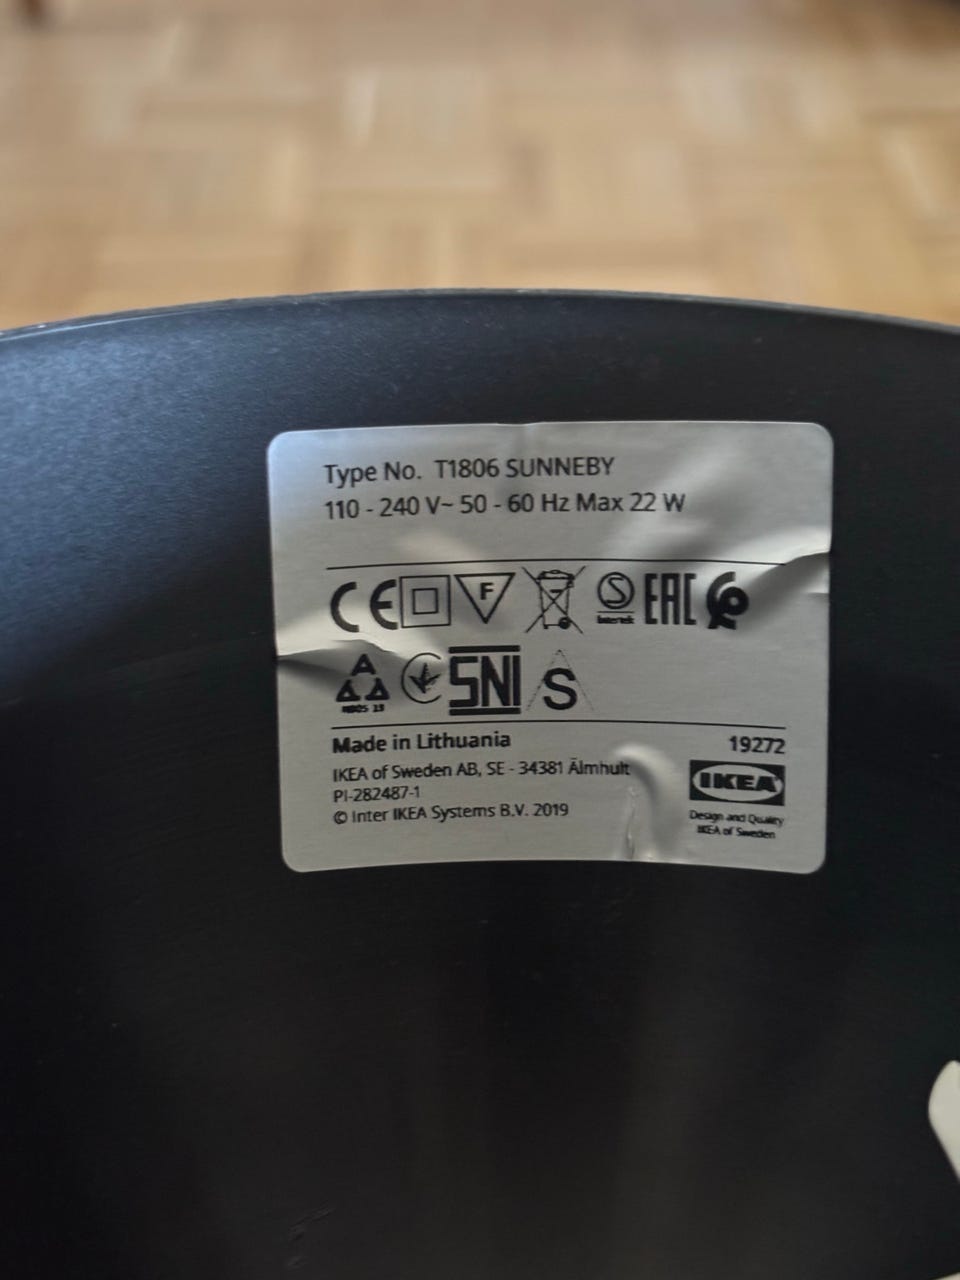 Type No. T1806 SUNNEBY
110 - 240 V~ 50 - 60 Hz Max 22 W
CE F S Intertek EAC
A
SNI S
Made in Lithuania 19272
IKEA of Sweden AB, SE - 34381 Älmhult
PI-282487-1
© Inter IKEA Systems B.V. 2019
IKEA
Design and Quality
IKEA of Sweden